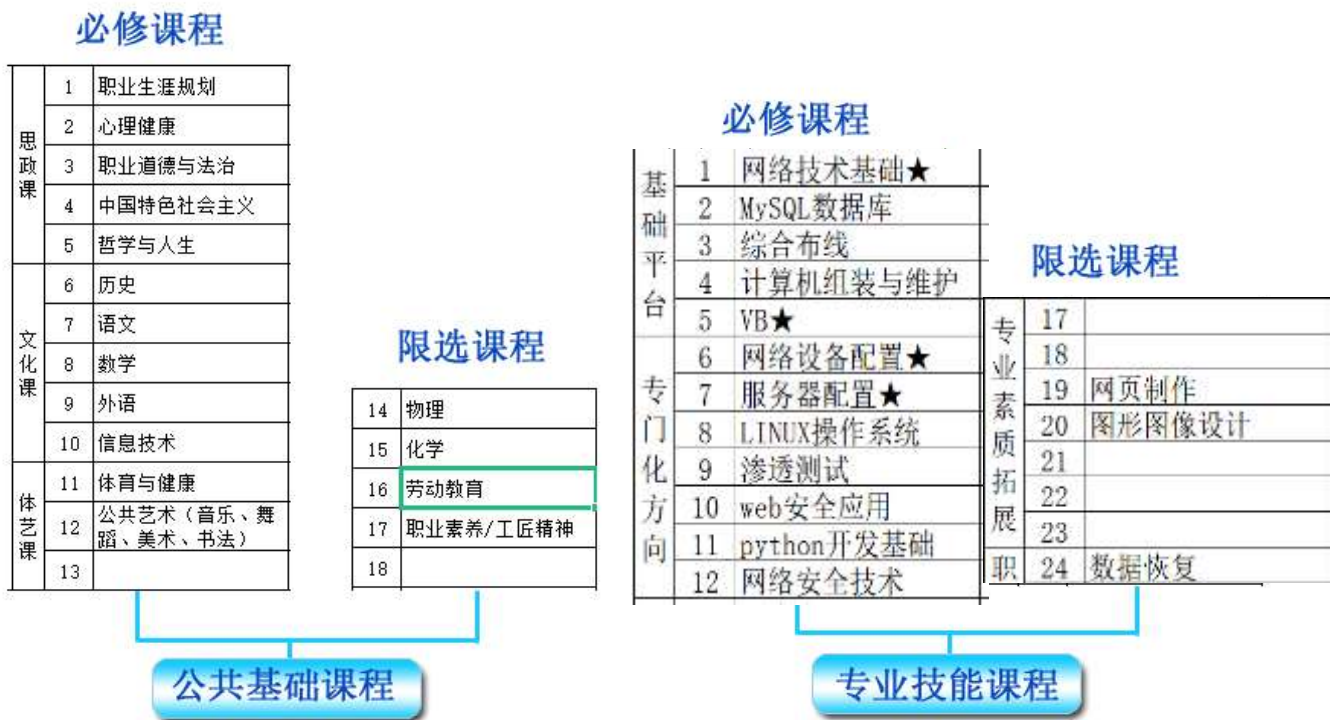 必修课程
思政课
1 职业生涯规划
2 心理健康
3 职业道德与法治
4 中国特色社会主义
5 哲学与人生
文化课
6 历史
7 语文
8 数学
9 外语
10 信息技术
体艺课
11 体育与健康
12 公共艺术（音乐、舞
蹈、美术、书法）
13
限选课程
14 物理
15 化学
16 劳动教育
17 职业素养/工匠精神
18
公共基础课程
必修课程
基础平台
1 网络技术基础★
2 MySQL数据库
3 综合布线
4 计算机组装与维护
5 VB★
专门化方向
6 网络设备配置★
7 服务器配置★
8 LINUX操作系统
9 渗透测试
10 web安全应用
11 python开发基础
12 网络安全技术
限选课程
专业素质拓展
17
18
19 网页制作
20 图形图像设计
21
22
23
职
24 数据恢复
专业技能课程